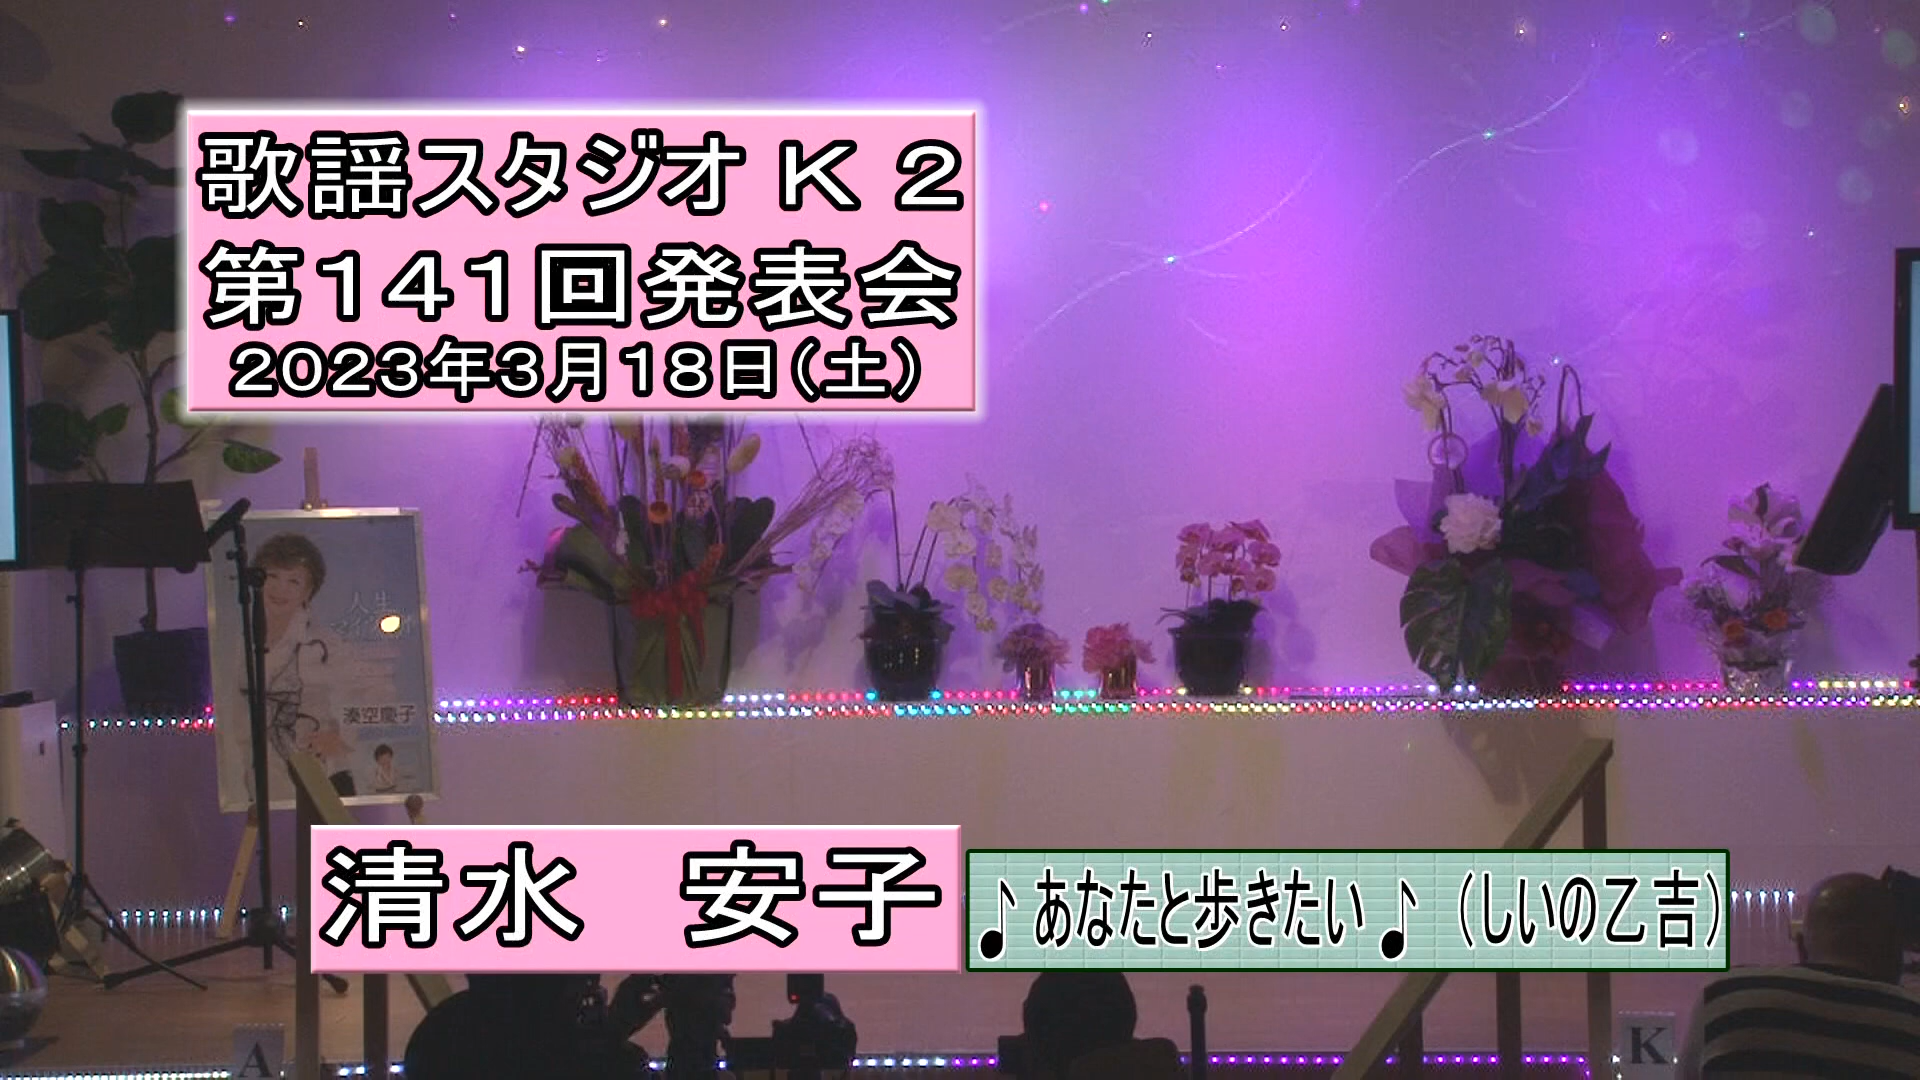 歌謡スタジオ K 2
第141回発表会
2023年3月18日（土）
人生
湊空慶子
清水　安子
♪あなたと歩きたい♪（しいの乙吉）
A
K